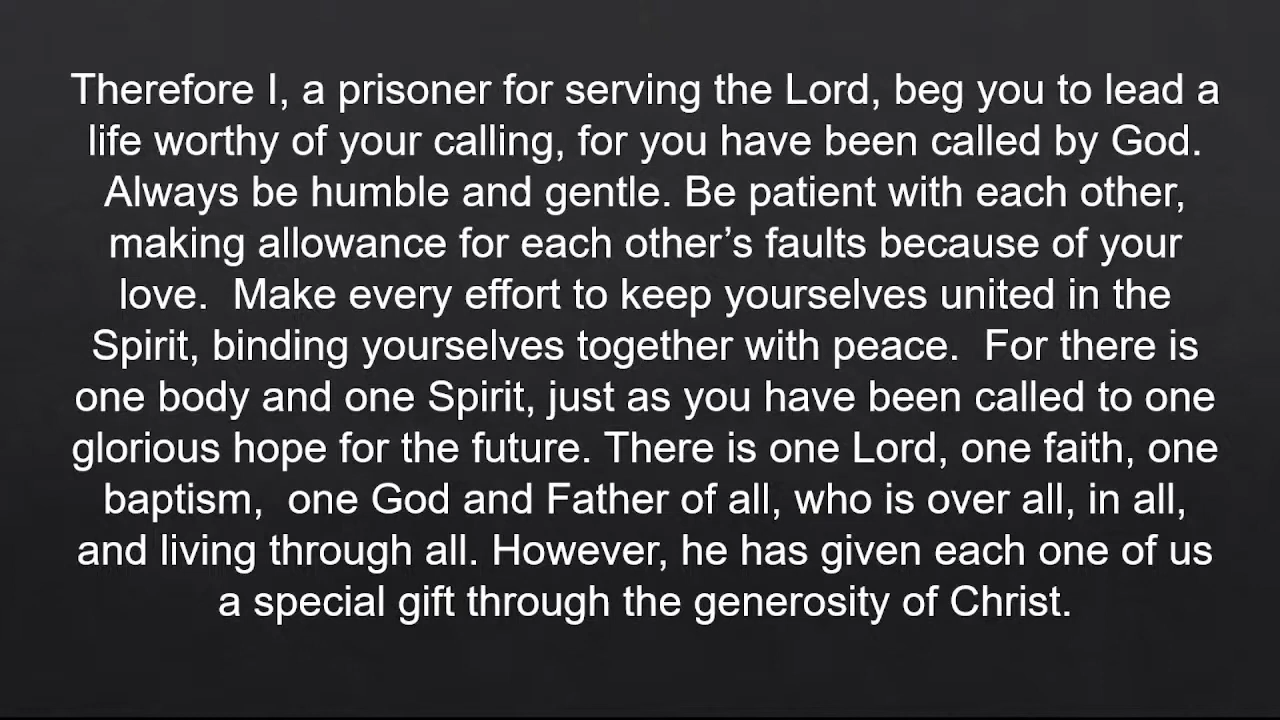 Therefore I, a prisoner for serving the Lord, beg you to lead a
life worthy of your calling, for you have been called by God.
Always be humble and gentle. Be patient with each other,
making allowance for each other’s faults because of your
love.  Make every effort to keep yourselves united in the
Spirit, binding yourselves together with peace.  For there is
one body and one Spirit, just as you have been called to one
glorious hope for the future. There is one Lord, one faith, one
baptism,  one God and Father of all, who is over all, in all,
and living through all. However, he has given each one of us
a special gift through the generosity of Christ.